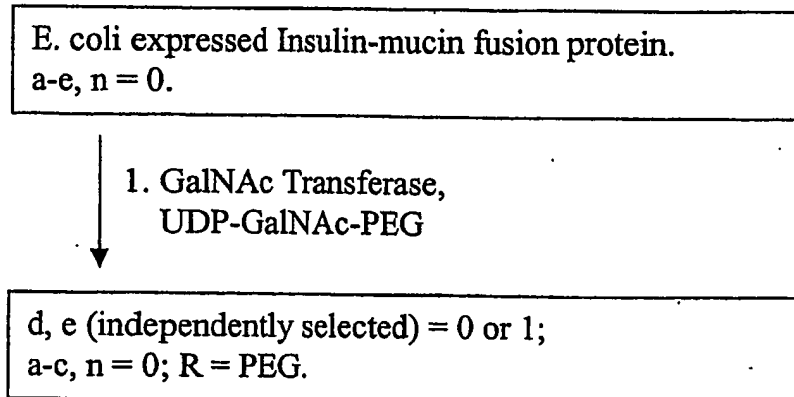 E. coli expressed Insulin-mucin fusion protein.
a-e, n = 0.
1. GalNAc Transferase,
UDP-GalNAc-PEG
d, e (independently selected) = 0 or 1;
a-c, n = 0; R = PEG.